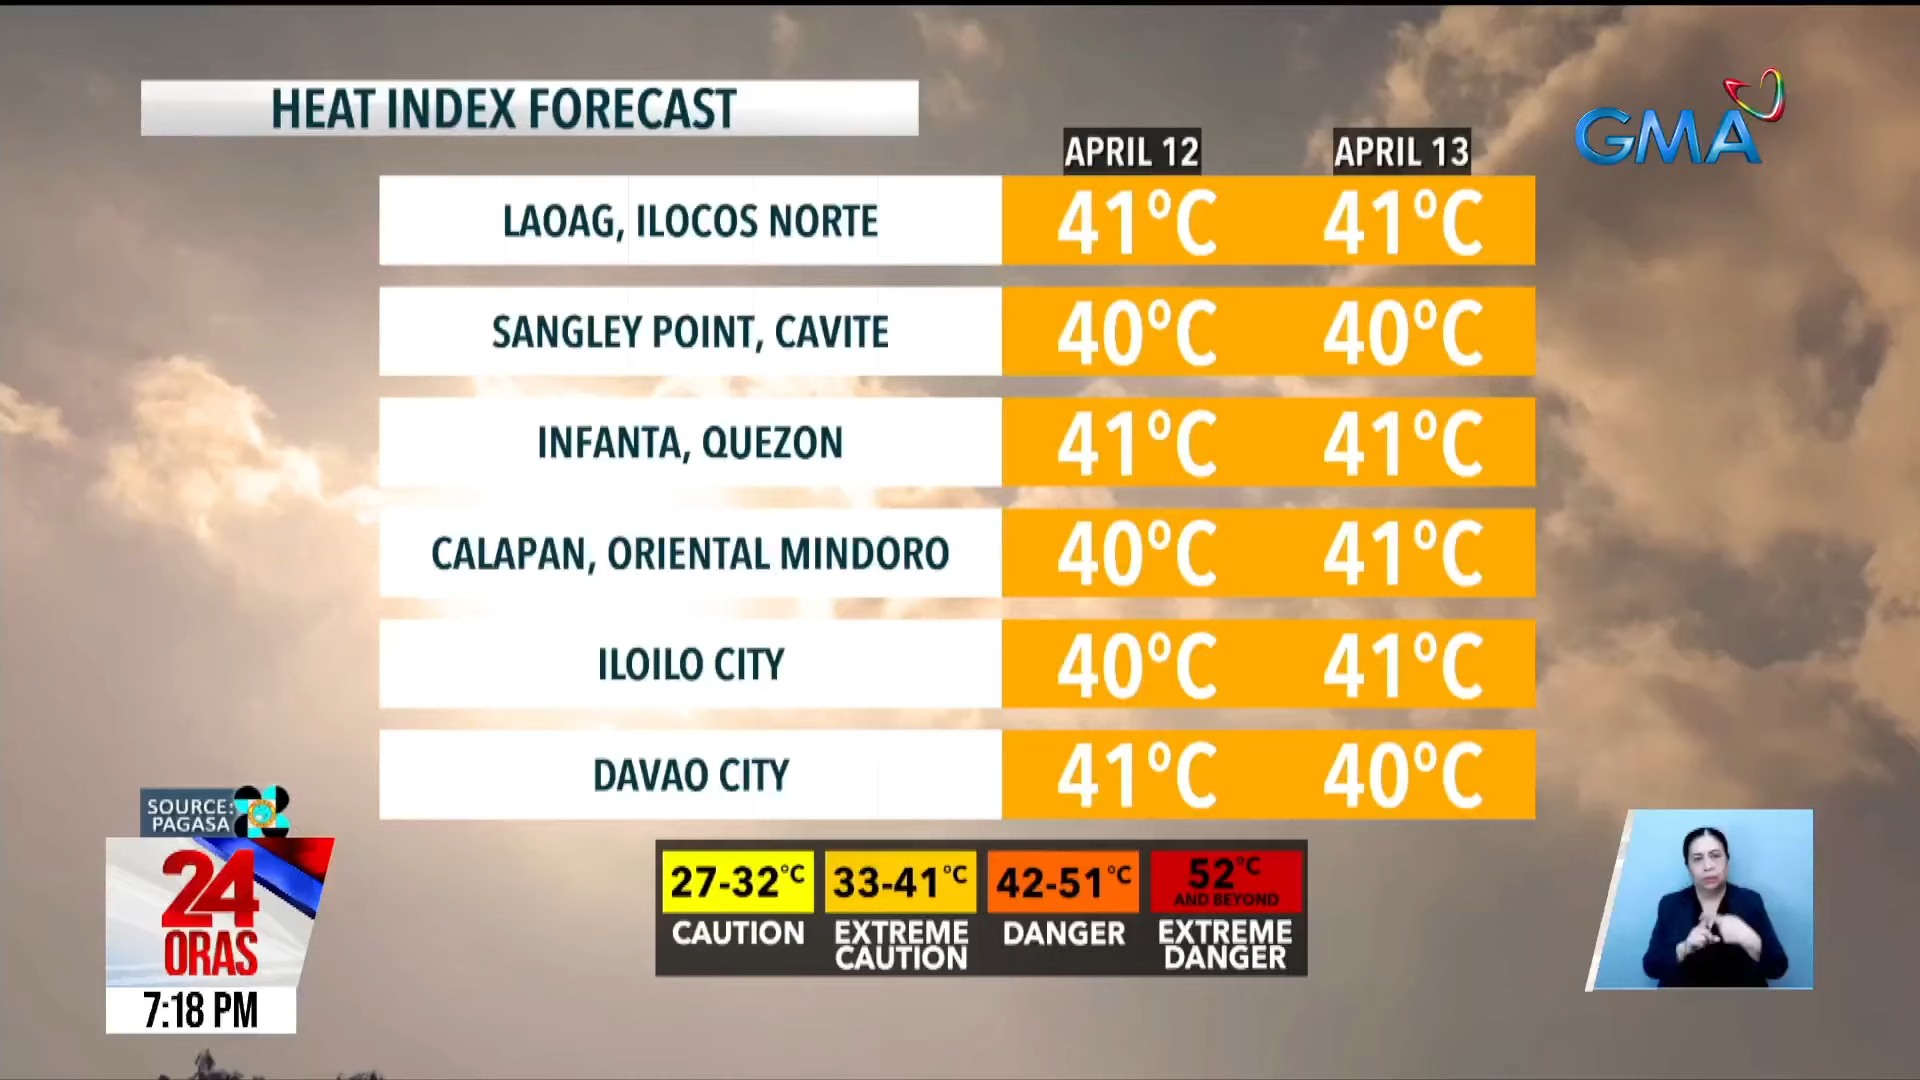 HEAT INDEX FORECAST
GMA
APRIL 12 APRIL 13
LAOAG, ILOCOS NORTE 41°C 41°C
SANGLEY POINT, CAVITE 40°C 40°C
INFANTA, QUEZON 41°C 41°C
CALAPAN, ORIENTAL MINDORO 40°C 41°C
ILOILO CITY 40°C 41°C
DAVAO CITY 41°C 40°C
SOURCE:
PAGASA
27-32°C 33-41°C 42-51°C 52°C
AND BEYOND
CAUTION EXTREME DANGER EXTREME
CAUTION DANGER
24
ORAS
7:18 PM